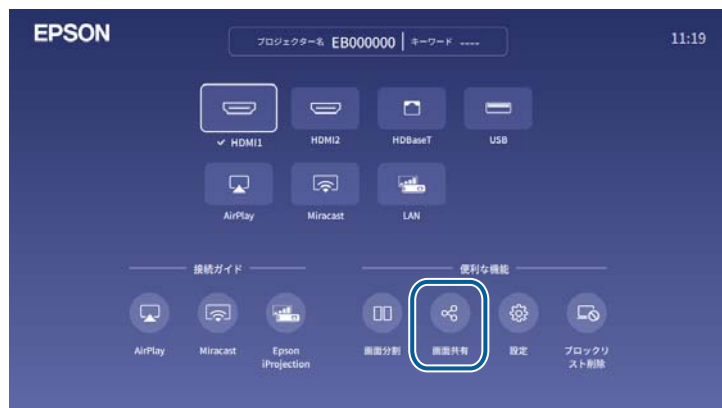 EPSON
プロジェクター名 EB000000 | キーワード ----
11:19
HDMI1
HDMI2
HDBaseT
USB
AirPlay
Miracast
LAN
接続ガイド
便利な機能
AirPlay
Miracast
Epson
iProjection
画面分割
画面共有
設定
ブロックリ
スト削除